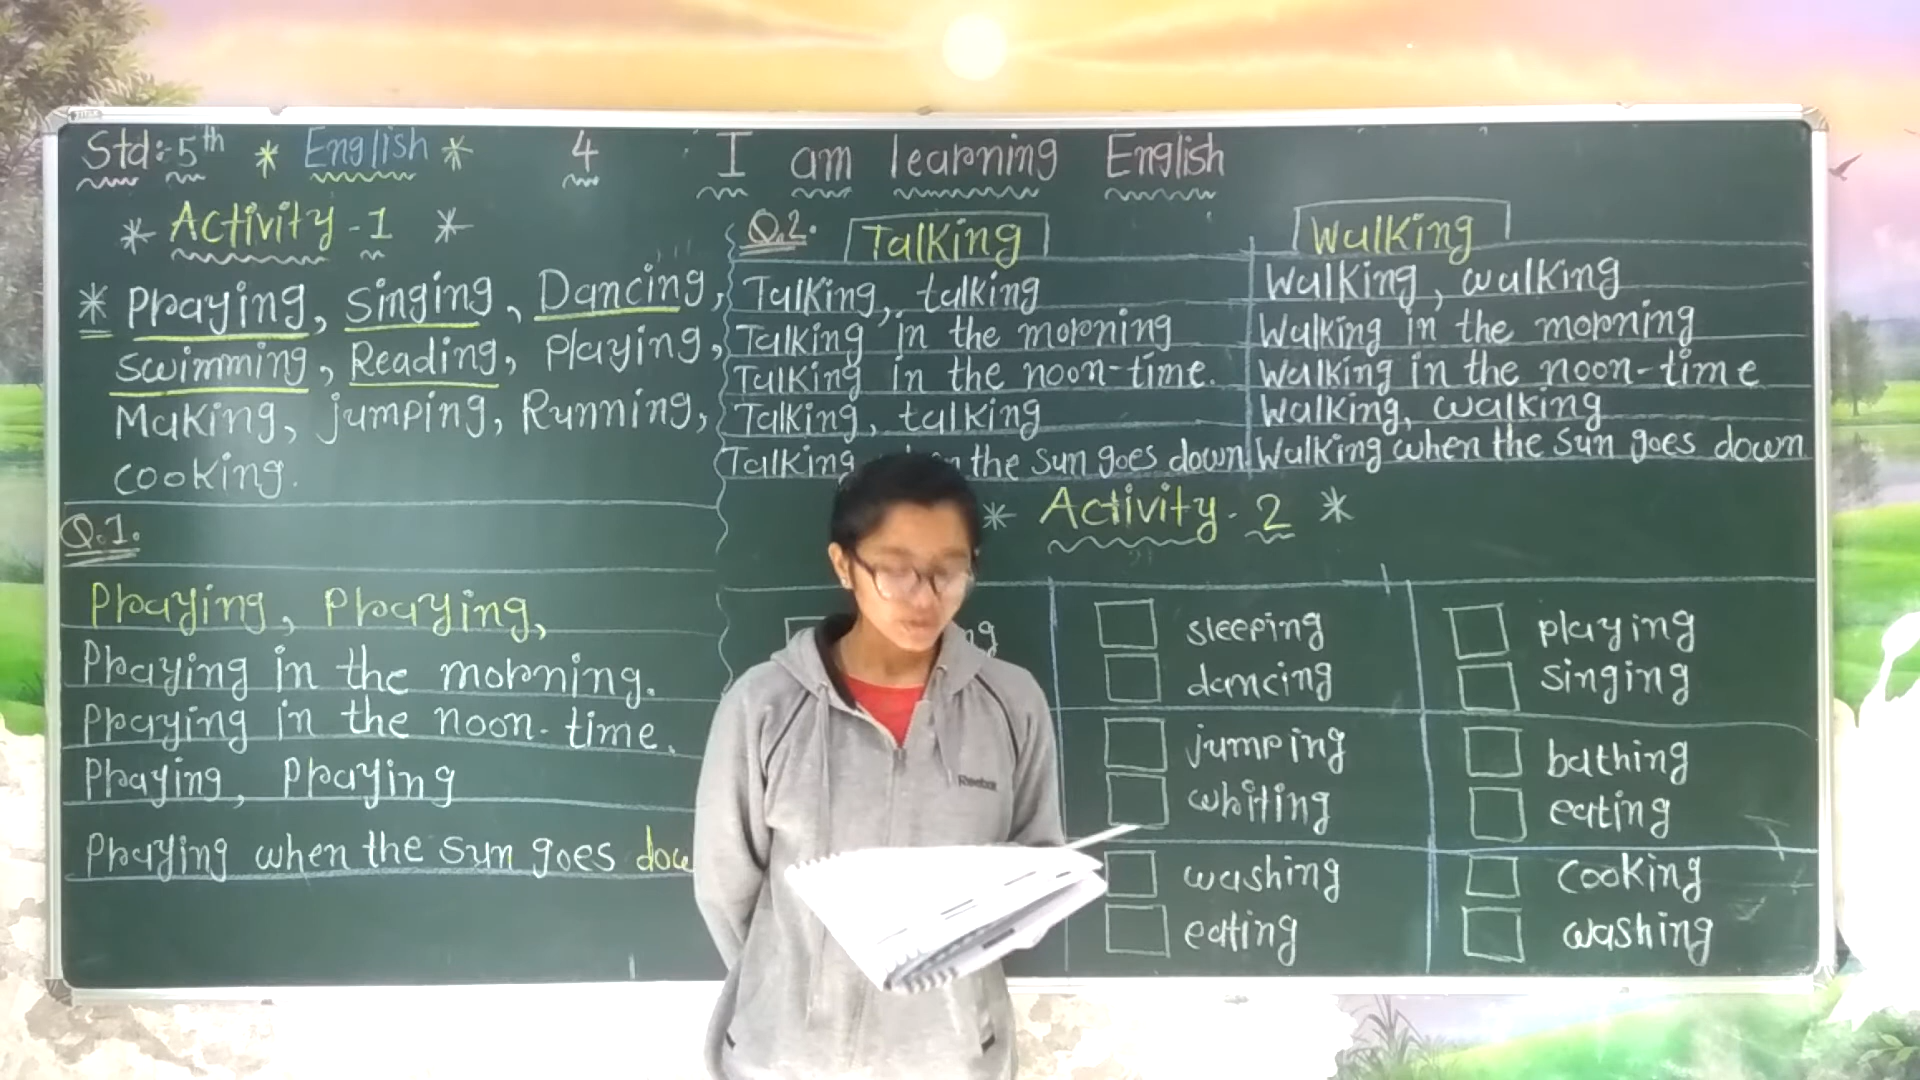 Std:-5th * English * 4 I am learning English
* Activity-1 *
* Praying, Singing, Dancing,
swimming, Reading, Playing,
Making, jumping, Running,
cooking.
Q.1.
Praying, Praying,
Praying in the morning.
Praying in the noon-time.
Praying, Praying
Praying when the sun goes
Q.2. Talking
Talking, talking
Talking in the morning
Talking in the noon-time.
Talking, talking
Talking the sun goes down
Walking
Walking, walking
Walking in the morning
Walking in the noon-time
Walking, walking
Walking when the sun goes down
* Activity-2 *
sleeping
dancing
jumping
writing
washing
eating
playing
singing
bathing
eating
cooking
washing
Reebok